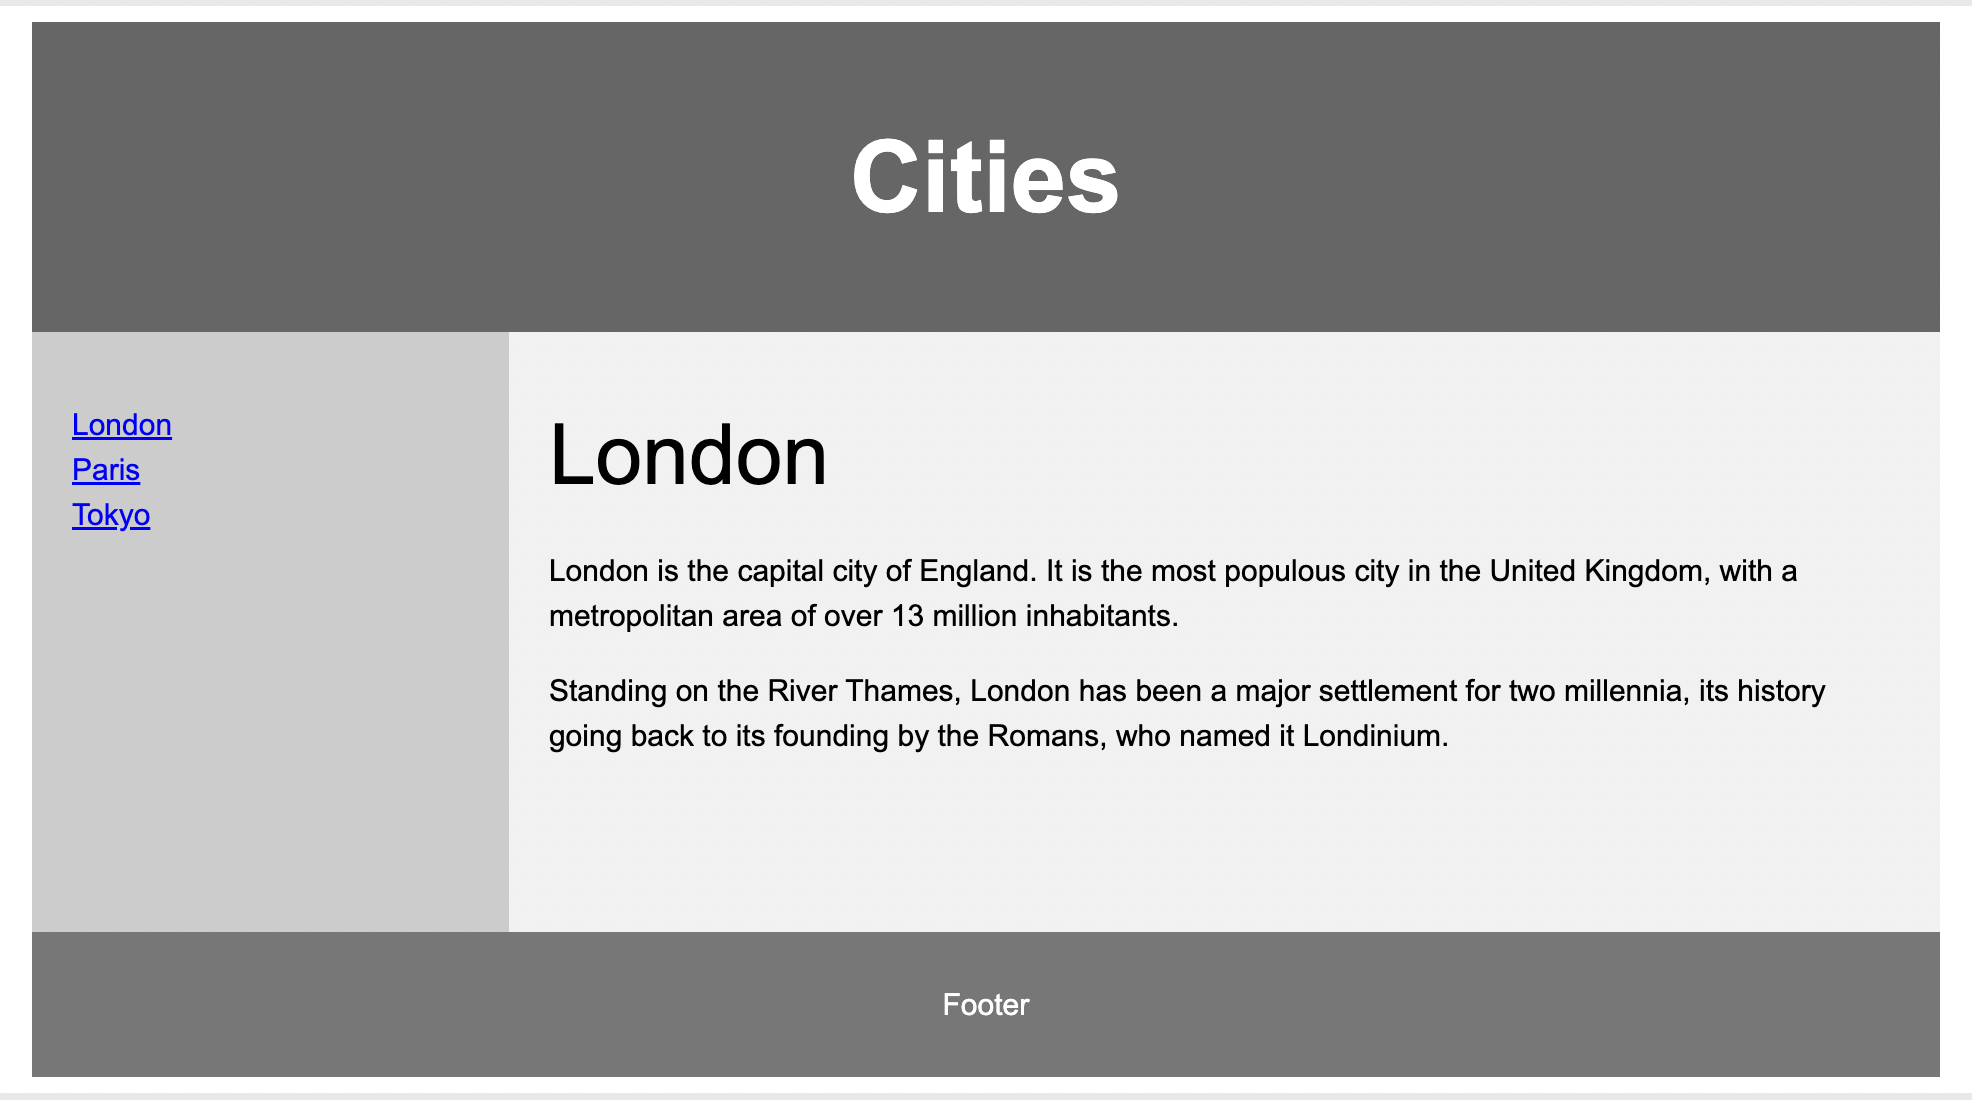 Cities
London
Paris
Tokyo
London
London is the capital city of England. It is the most populous city in the United Kingdom, with a
metropolitan area of over 13 million inhabitants.
Standing on the River Thames, London has been a major settlement for two millennia, its history
going back to its founding by the Romans, who named it Londinium.
Footer